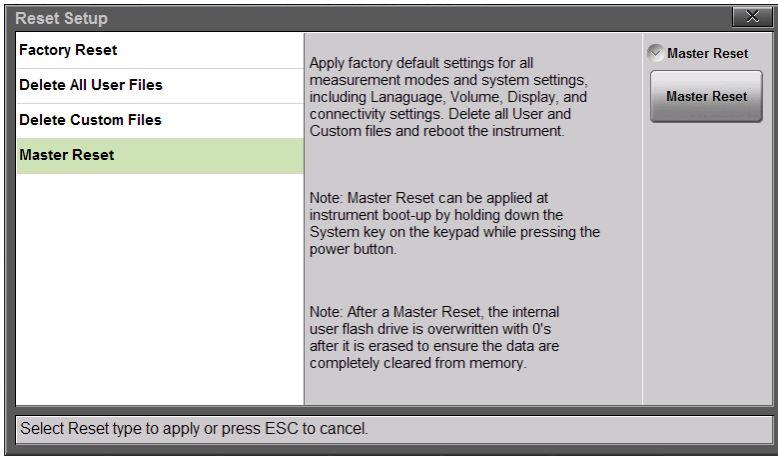 Reset Setup
Factory Reset
Delete All User Files
Delete Custom Files
Master Reset
Apply factory default settings for all
measurement modes and system settings,
including Lanaguage, Volume, Display, and
connectivity settings. Delete all User and
Custom files and reboot the instrument.
Note: Master Reset can be applied at
instrument boot-up by holding down the
System key on the keypad while pressing the
power button.
Note: After a Master Reset, the internal
user flash drive is overwritten with 0's
after it is erased to ensure the data are
completely cleared from memory.
Master Reset
Master Reset
Select Reset type to apply or press ESC to cancel.